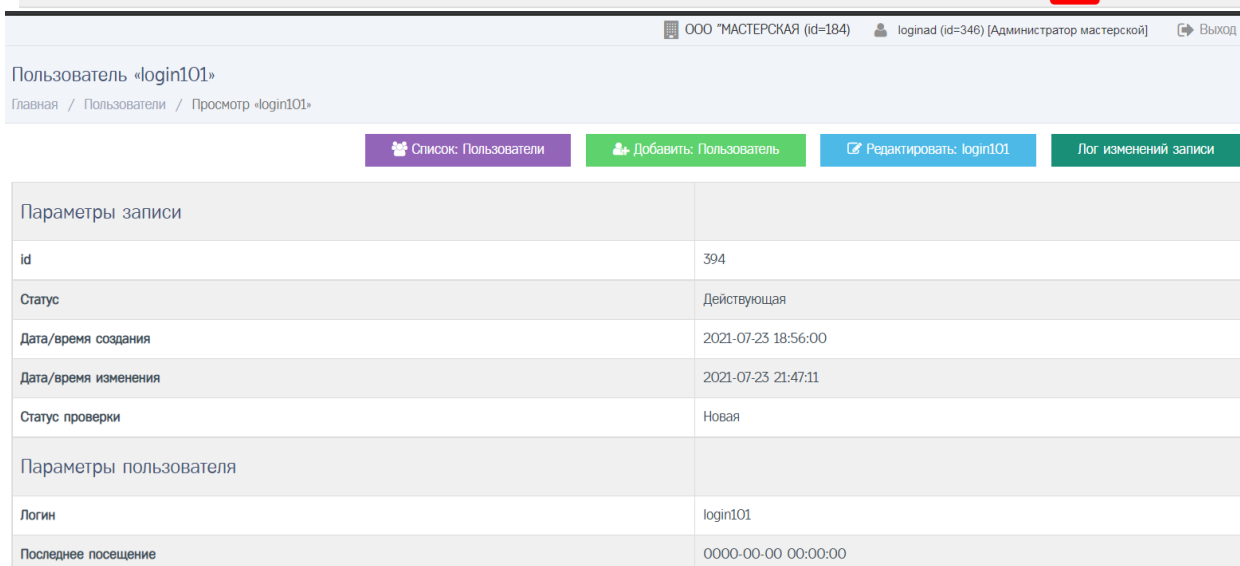 ООО "МАСТЕРСКАЯ (id=184) loginad (id=346) [Администратор мастерской] Выход
Пользователь «login101»
Главная / Пользователи / Просмотр «login101»
Список: Пользователи Добавить: Пользователь Редактировать: login101 Лог изменений записи
Параметры записи
id 394
Статус Действующая
Дата/время создания 2021-07-23 18:56:00
Дата/время изменения 2021-07-23 21:47:11
Статус проверки Новая
Параметры пользователя
Логин login101
Последнее посещение 0000-00-00 00:00:00